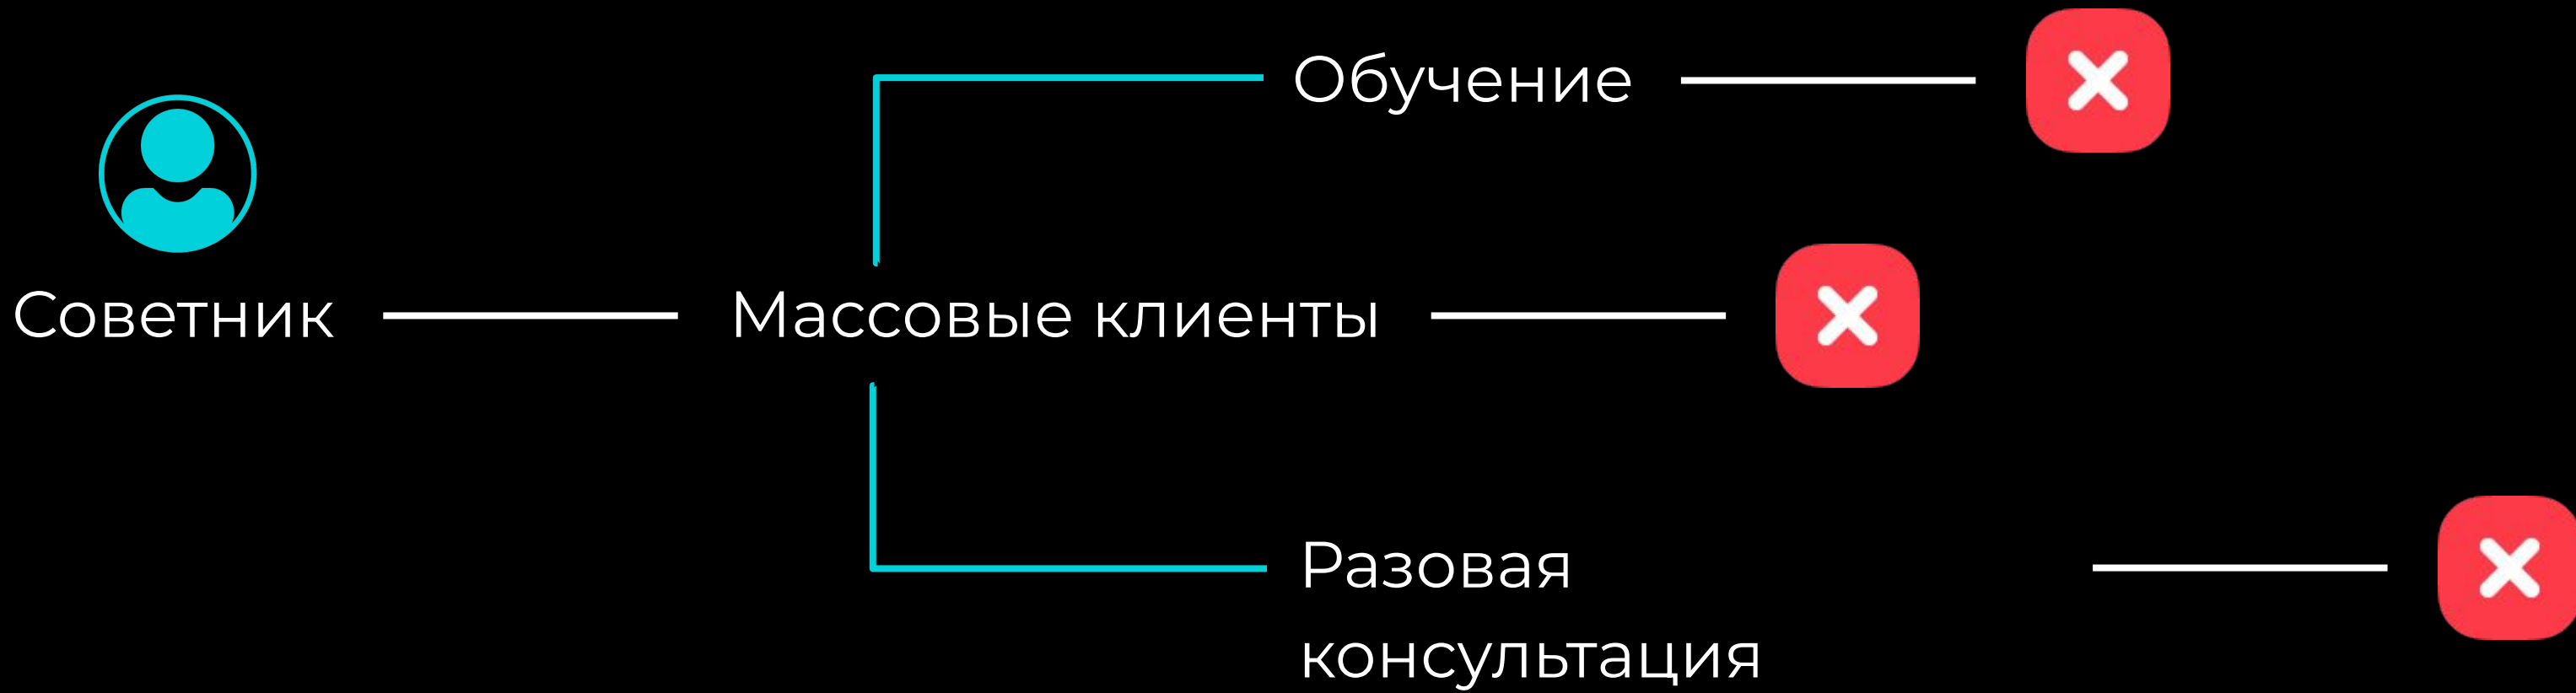 Обучение
Советник
Массовые клиенты
Разовая
консультация